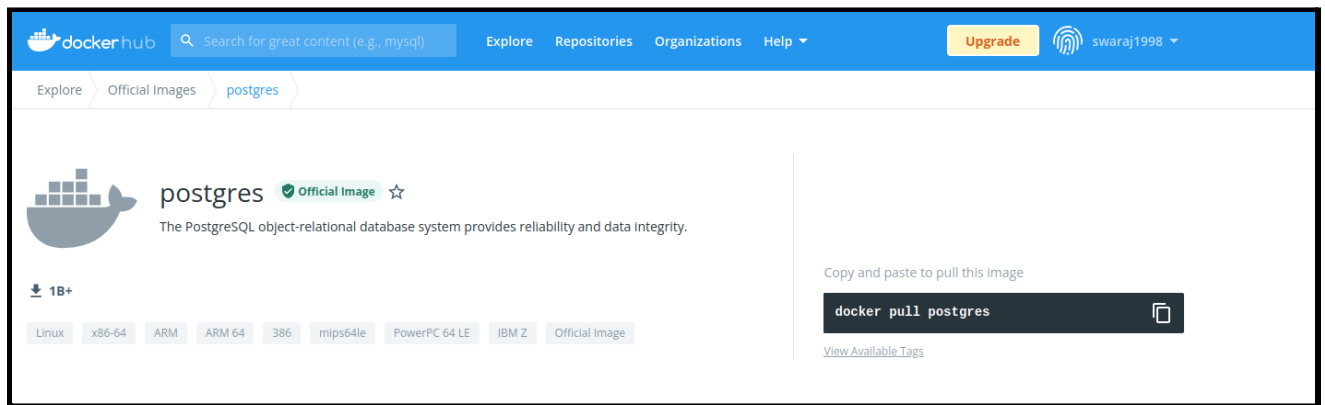 dockerhub Search for great content (e.g., mysql) Explore Repositories Organizations Help Upgrade swaraj1998
Explore Official Images postgres
postgres Official Image
The PostgreSQL object-relational database system provides reliability and data integrity.
1B+
Linux x86-64 ARM ARM 64 386 mips64le PowerPC 64 LE IBM Z Official Image
Copy and paste to pull this image
docker pull postgres
View Available Tags